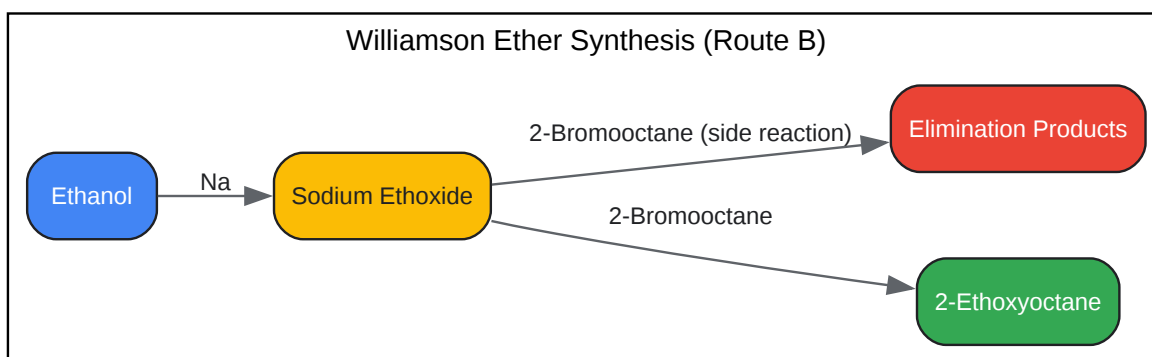 Williamson Ether Synthesis (Route B)
Ethanol
Na
Sodium Ethoxide
2-Bromooctane (side reaction)
Elimination Products
2-Bromooctane
2-Ethoxyoctane